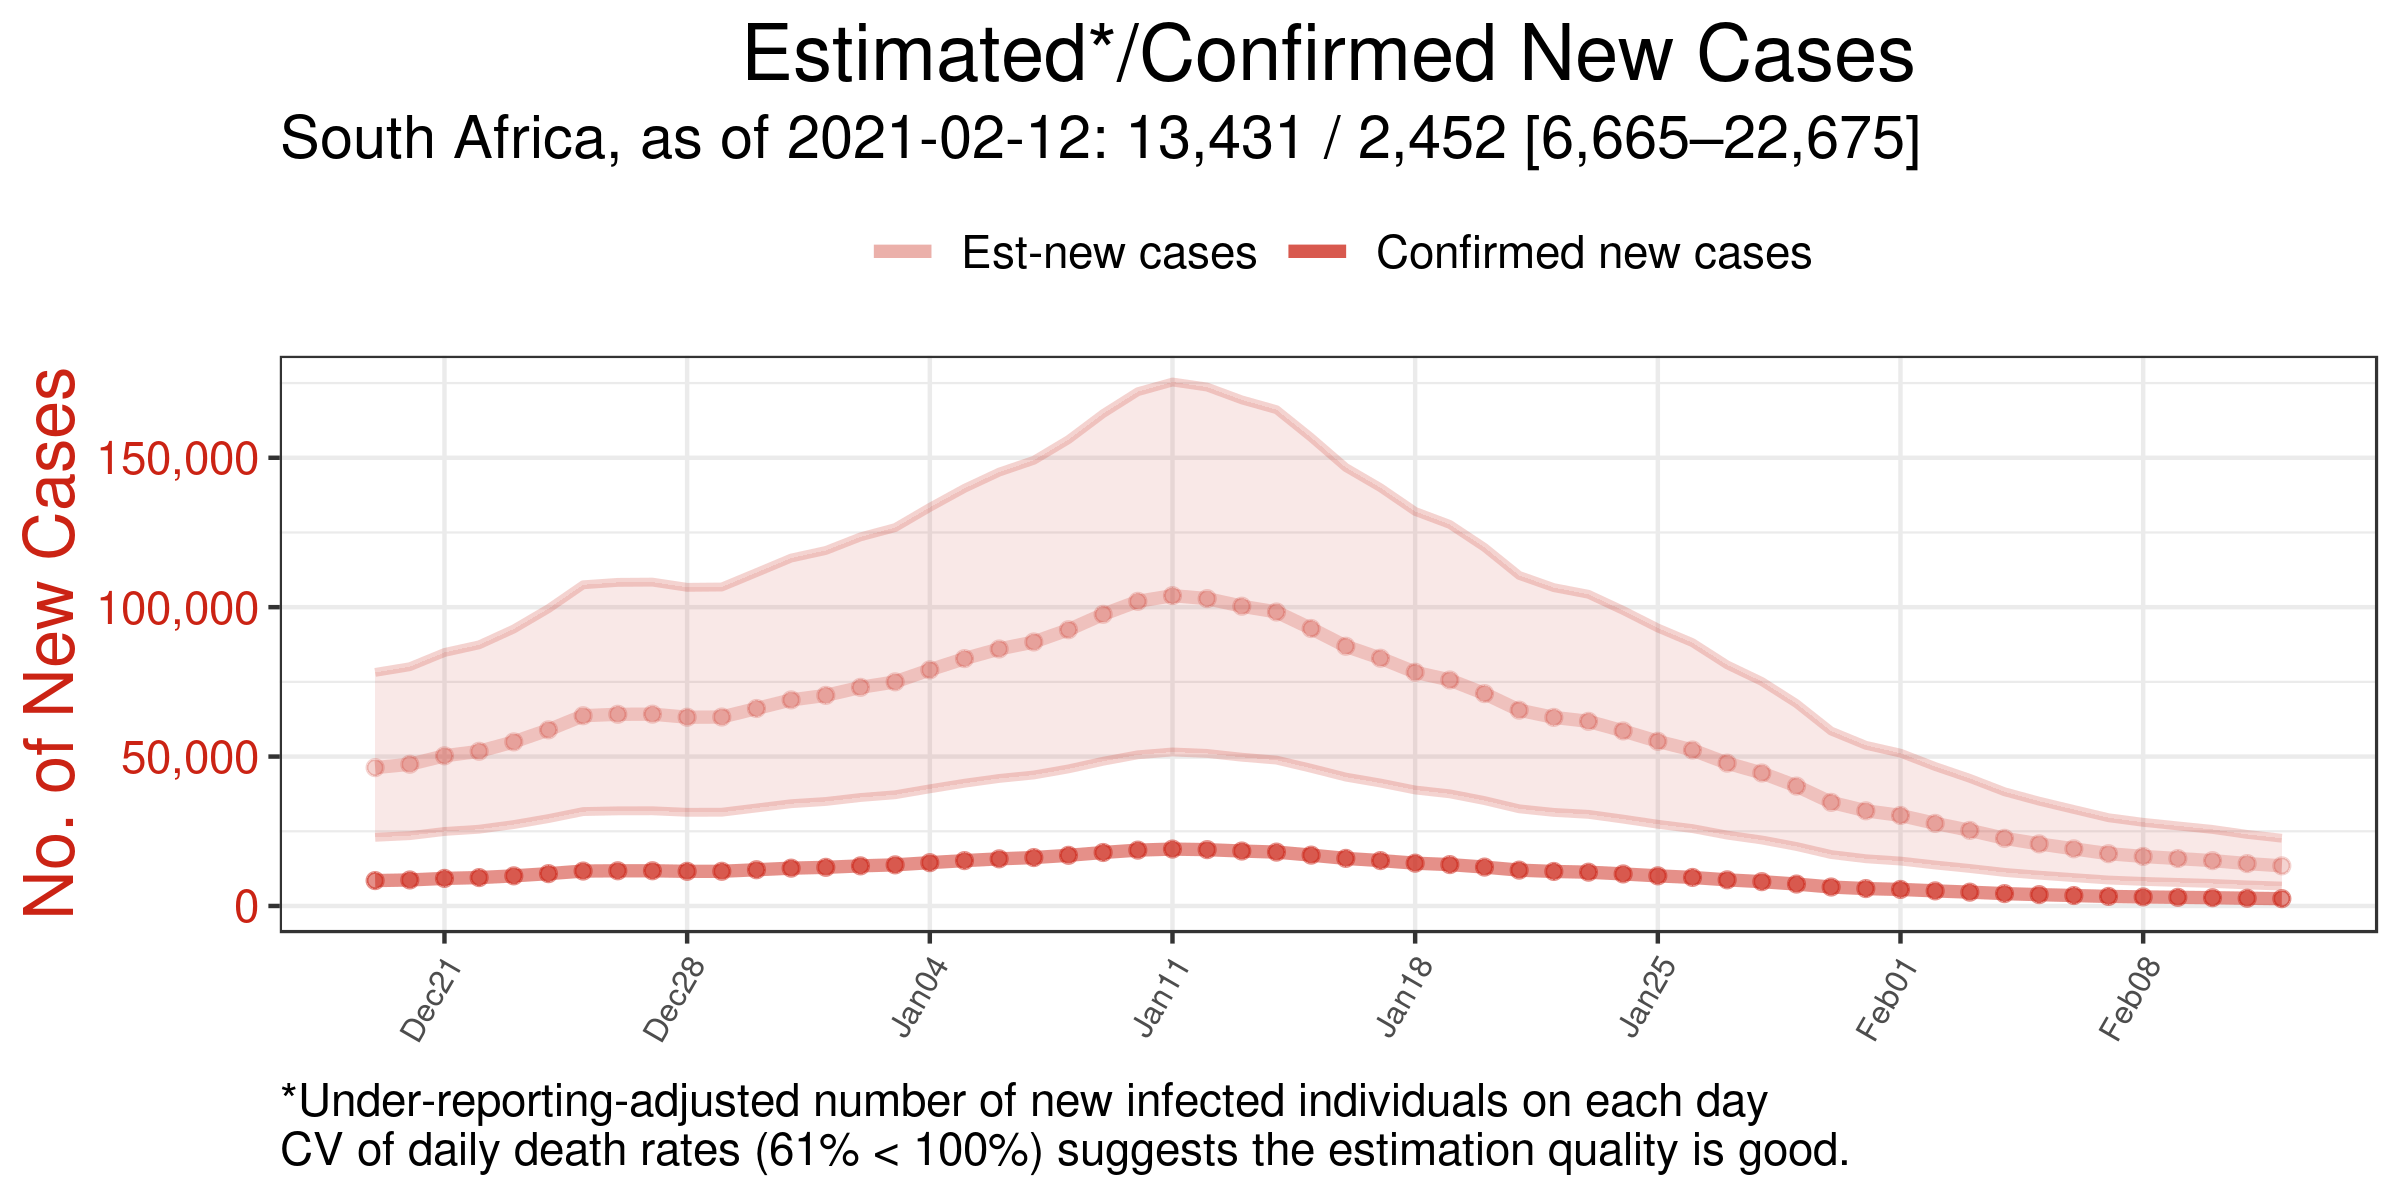 Estimated*/Confirmed New Cases
South Africa, as of 2021-02-12: 13,431 / 2,452 [6,665–22,675]
Est-new cases
Confirmed new cases
No. of New Cases
150,000
100,000
50,000
0
Dec21
Dec28
Jan04
Jan11
Jan18
Jan25
Feb01
Feb08
*Under-reporting-adjusted number of new infected individuals on each day
CV of daily death rates (61% < 100%) suggests the estimation quality is good.